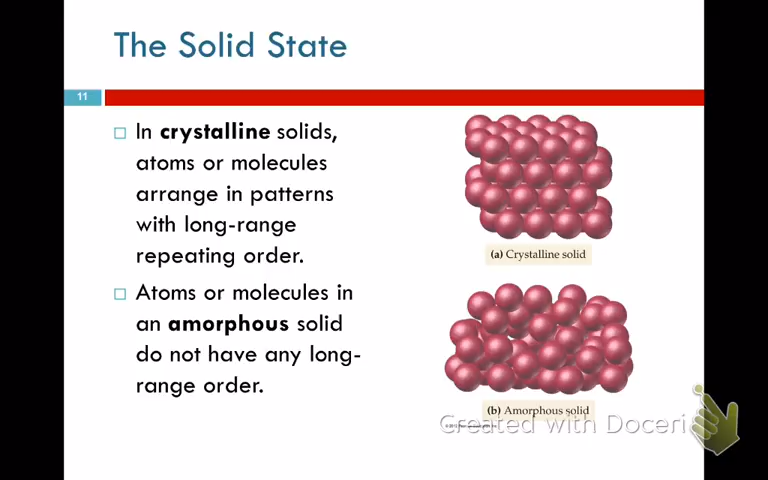 The Solid State
11
In crystalline solids,
atoms or molecules
arrange in patterns
with long-range
repeating order.
Atoms or molecules in
an amorphous solid
do not have any long-
range order.
(a) Crystalline solid
(b) Amorphous solid
Created with Doceri